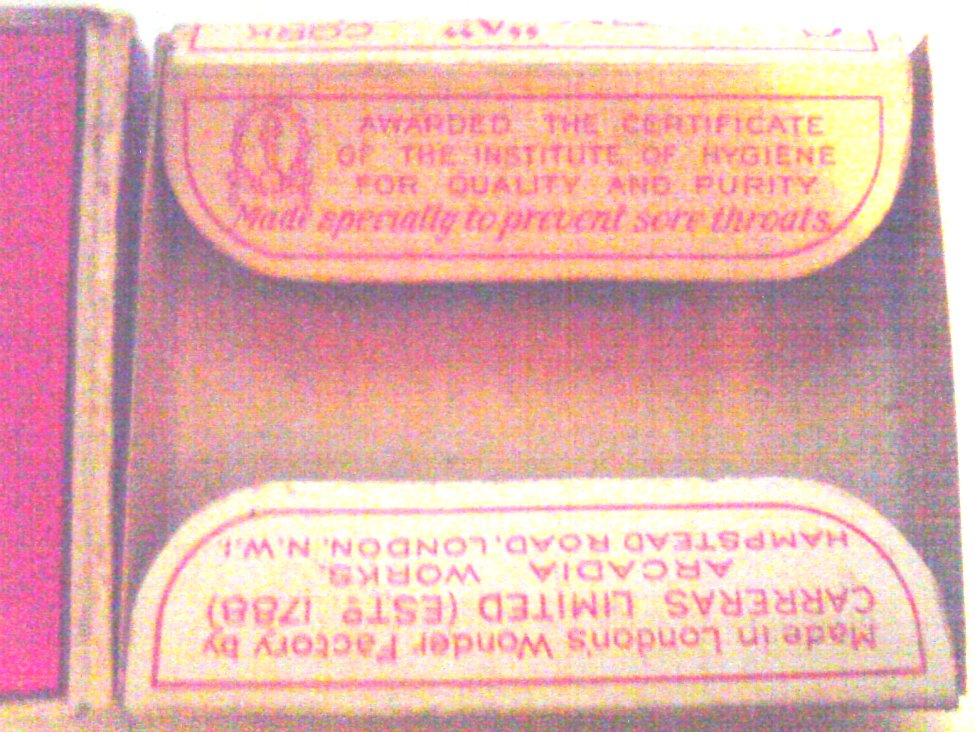 CORK "A"
AWARDED THE CERTIFICATE
OF THE INSTITUTE OF HYGIENE
FOR QUALITY AND PURITY
Made specially to prevent sore throats.
Made in London's Wonder Factory by
CARRERAS LIMITED (ESTD 1788)
ARCADIA WORKS,
HAMPSTEAD ROAD, LONDON, N.W.1.